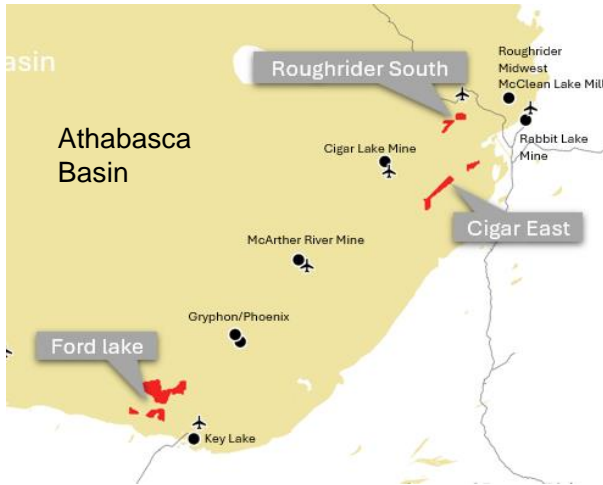 asin
Roughrider
Midwest
McClean Lake Mill
Roughrider South
Athabasca
Basin
Cigar Lake Mine
Rabbit Lake
Mine
Cigar East
McArther River Mine
Gryphon/Phoenix
Ford lake
Key Lake